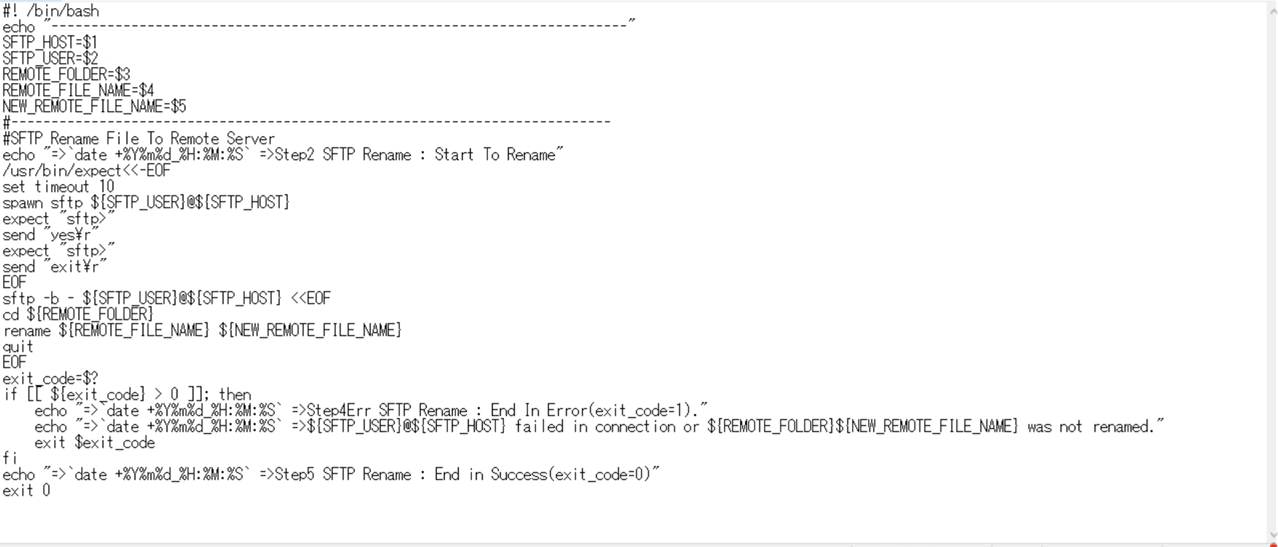 #! /bin/bash
echo "------------------------------------------------------------------------"
SFTP_HOST=$1
SFTP_USER=$2
REMOTE_FOLDER=$3
REMOTE_FILE_NAME=$4
NEW_REMOTE_FILE_NAME=$5
#---------------------------------------------------------------------------
#SFTP Rename File To Remote Server
echo "=>`date +%Y%m%d_%H:%M:%S` =>Step2 SFTP Rename : Start To Rename"
/usr/bin/expect<<-EOF
set timeout 10
spawn sftp ${SFTP_USER}@${SFTP_HOST}
expect "sftp>"
send "yes¥r"
expect "sftp>"
send "exit¥r"
EOF
sftp -b - ${SFTP_USER}@${SFTP_HOST} <<EOF
cd ${REMOTE_FOLDER}
rename ${REMOTE_FILE_NAME} ${NEW_REMOTE_FILE_NAME}
quit
EOF
exit_code=$?
if [[ ${exit_code} > 0 ]]; then
    echo "=>`date +%Y%m%d_%H:%M:%S` =>Step4Err SFTP Rename : End In Error(exit_code=1)."
    echo "=>`date +%Y%m%d_%H:%M:%S` =>${SFTP_USER}@${SFTP_HOST} failed in connection or ${REMOTE_FOLDER}${NEW_REMOTE_FILE_NAME} was not renamed."
    exit $exit_code
fi
echo "=>`date +%Y%m%d_%H:%M:%S` =>Step5 SFTP Rename : End in Success(exit_code=0)"
exit 0